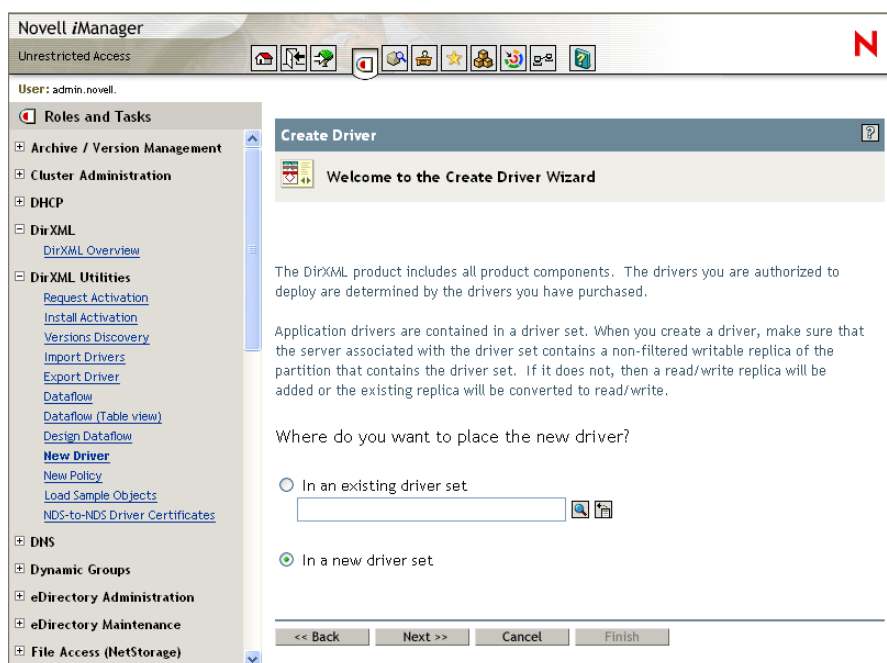 Novell iManager
Unrestricted Access
N
User: admin.novell.
Roles and Tasks
Archive / Version Management
Cluster Administration
DHCP
DirXML
DirXML Overview
DirXML Utilities
Request Activation
Install Activation
Versions Discovery
Import Drivers
Export Driver
Dataflow
Dataflow (Table view)
Design Dataflow
New Driver
New Policy
Load Sample Objects
NDS-to-NDS Driver Certificates
DNS
Dynamic Groups
eDirectory Administration
eDirectory Maintenance
File Access (NetStorage)
Create Driver
?
Welcome to the Create Driver Wizard
The DirXML product includes all product components. The drivers you are authorized to
deploy are determined by the drivers you have purchased.
Application drivers are contained in a driver set. When you create a driver, make sure that
the server associated with the driver set contains a non-filtered writable replica of the
partition that contains the driver set. If it does not, then a read/write replica will be
added or the existing replica will be converted to read/write.
Where do you want to place the new driver?
In an existing driver set
In a new driver set
<< Back
Next >>
Cancel
Finish